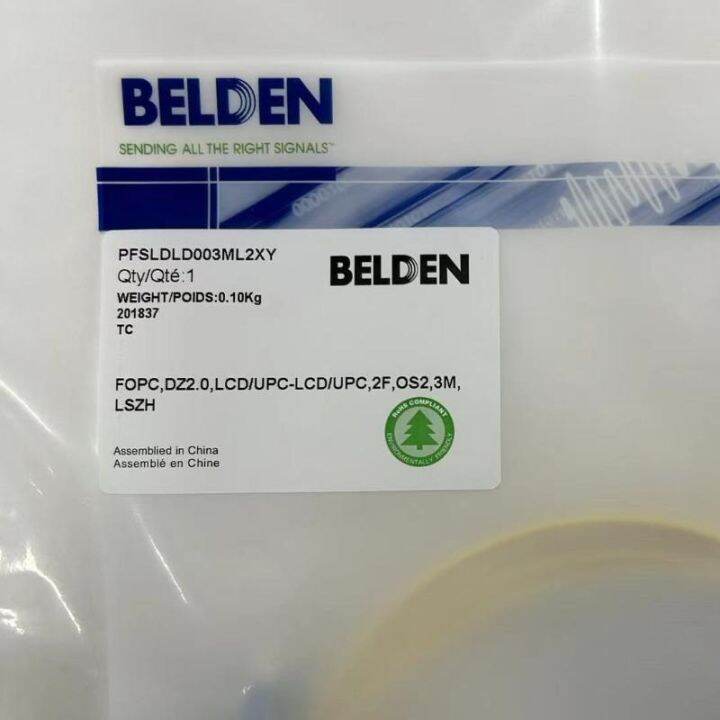 BELDEN
SENDING ALL THE RIGHT SIGNALS™
PFSLDLD003ML2XY
BELDEN
Qty/Qté:1
WEIGHT/POIDS:0.10Kg
201837
TC
FOPC,DZ2.0,LCD/UPC-LCD/UPC,2F,OS2,3M,
LSZH
RoHS COMPLIANT
ENVIRONMENTALLY FRIENDLY
Assemblied in China
Assemblé en Chine